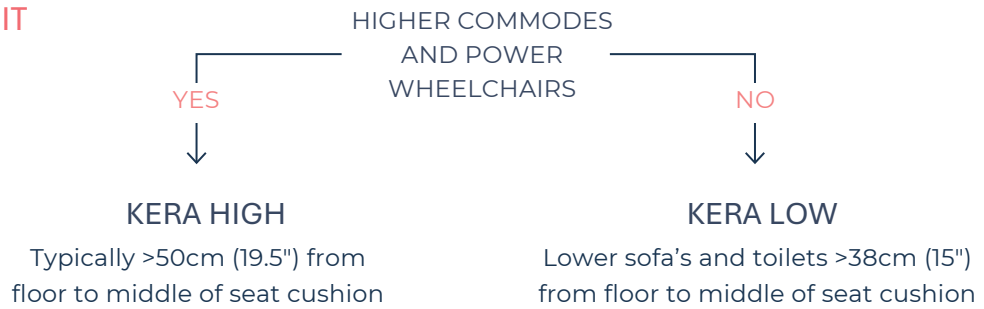 IT
HIGHER COMMODES
AND POWER
WHEELCHAIRS
YES
NO
KERA HIGH
Typically >50cm (19.5") from
floor to middle of seat cushion
KERA LOW
Lower sofa’s and toilets >38cm (15")
from floor to middle of seat cushion